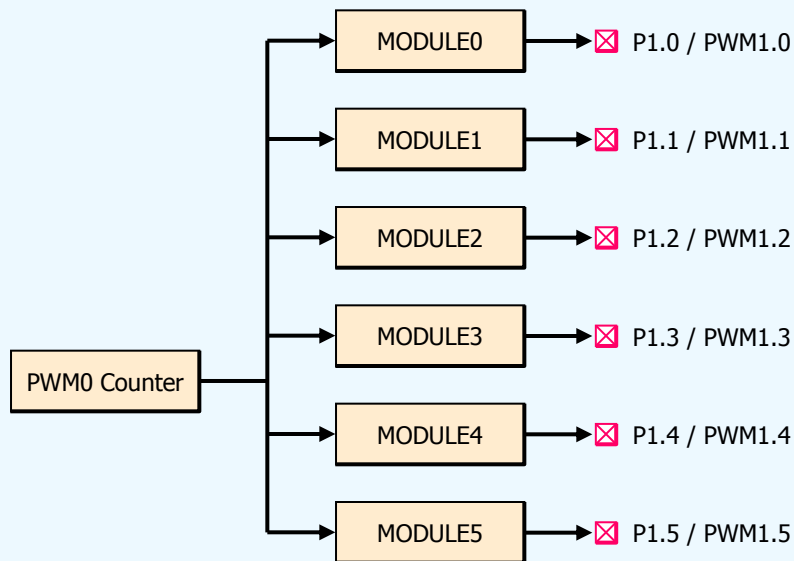 MODULE0 P1.0 / PWM1.0
MODULE1 P1.1 / PWM1.1
MODULE2 P1.2 / PWM1.2
MODULE3 P1.3 / PWM1.3
PWM0 Counter
MODULE4 P1.4 / PWM1.4
MODULE5 P1.5 / PWM1.5